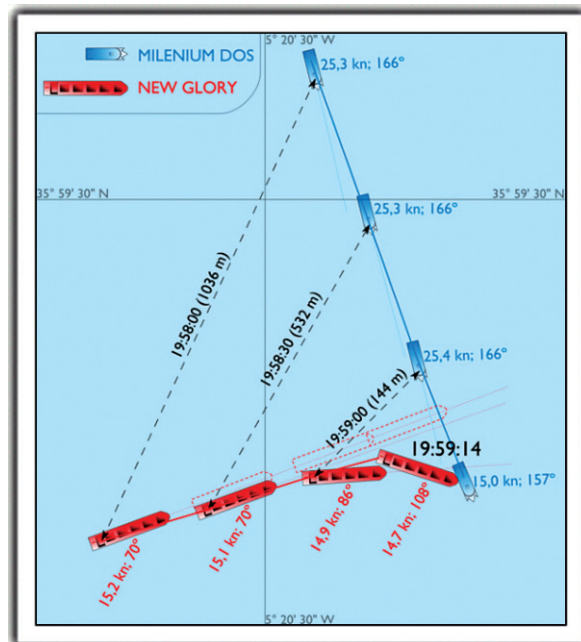 5° 20' 30" W
MILENIUM DOS
NEW GLORY
25,3 kn; 166°
35° 59' 30" N
35° 59' 30" N
25,3 kn; 166°
19:58:00 (1036 m)
19:58:30 (532 m)
25,4 kn; 166°
19:59:00 (144 m)
19:59:14
15,0 kn; 157°
15,2 kn; 70°
15,1 kn; 70°
14,9 kn; 86°
14,7 kn; 108°
5° 20' 30" W